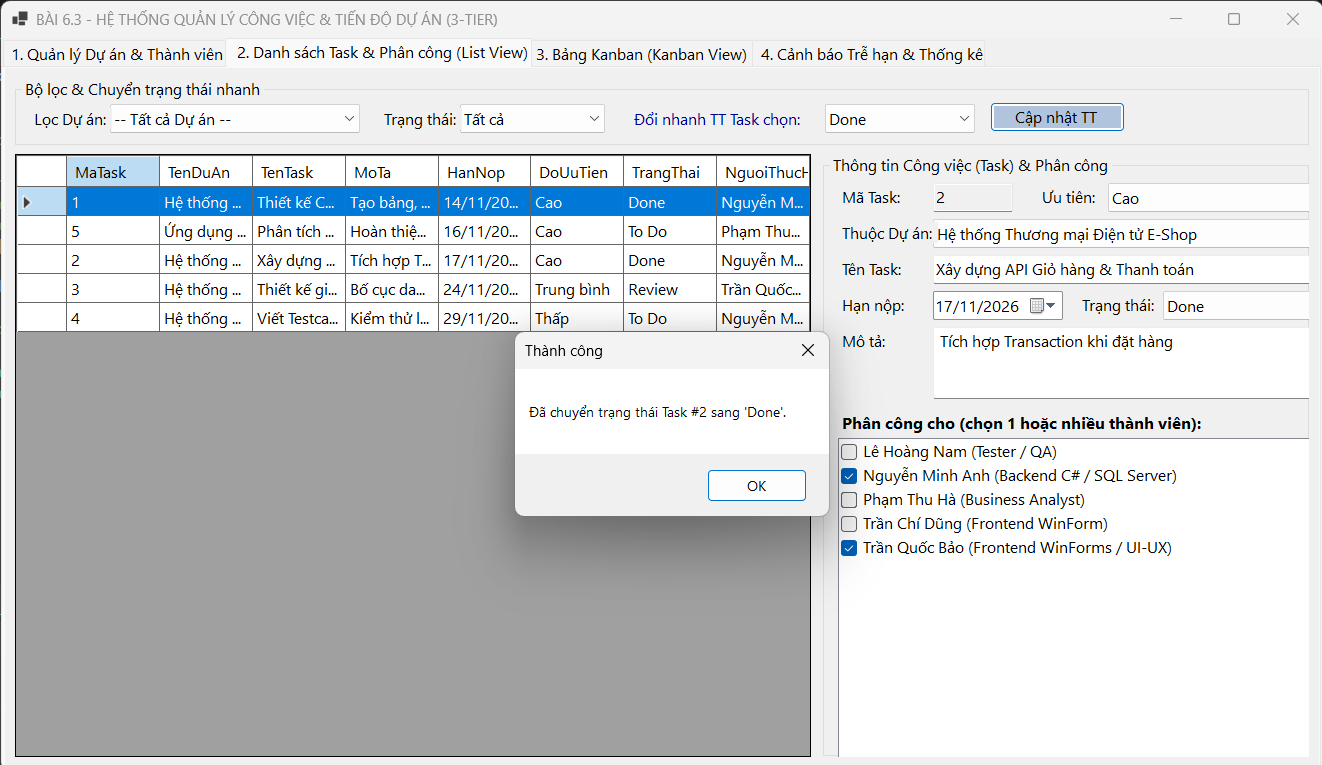 BÀI 6.3 - HỆ THỐNG QUẢN LÝ CÔNG VIỆC & TIẾN ĐỘ DỰ ÁN (3-TIER)
1. Quản lý Dự án & Thành viên 2. Danh sách Task & Phân công (List View) 3. Bảng Kanban (Kanban View) 4. Cảnh báo Trễ hạn & Thống kê
Bộ lọc & Chuyển trạng thái nhanh
Lọc Dự án: -- Tất cả Dự án -- Trạng thái: Tất cả Đổi nhanh TT Task chọn: Done Cập nhật TT
MaTask TenDuAn TenTask MoTa HanNop DoUuTien TrangThai NguoiThucH
1 Hệ thống ... Thiết kế C... Tạo bảng, ... 14/11/20... Cao Done Nguyễn M...
5 Ứng dụng ... Phân tích ... Hoàn thiệ... 16/11/20... Cao To Do Phạm Thu...
2 Hệ thống ... Xây dựng ... Tích hợp T... 17/11/20... Cao Done Nguyễn M...
3 Hệ thống ... Thiết kế gi... Bố cục da... 24/11/20... Trung bình Review Trần Quốc...
4 Hệ thống ... Viết Testca... Kiểm thử l... 29/11/20... Thấp To Do Nguyễn M...
Thành công
Đã chuyển trạng thái Task #2 sang 'Done'.
OK
Thông tin Công việc (Task) & Phân công
Mã Task: 2 Ưu tiên: Cao
Thuộc Dự án: Hệ thống Thương mại Điện tử E-Shop
Tên Task: Xây dựng API Giỏ hàng & Thanh toán
Hạn nộp: 17/11/2026 Trạng thái: Done
Mô tả: Tích hợp Transaction khi đặt hàng
Phân công cho (chọn 1 hoặc nhiều thành viên):
Lê Hoàng Nam (Tester / QA)
Nguyễn Minh Anh (Backend C# / SQL Server)
Phạm Thu Hà (Business Analyst)
Trần Chí Dũng (Frontend WinForm)
Trần Quốc Bảo (Frontend WinForms / UI-UX)